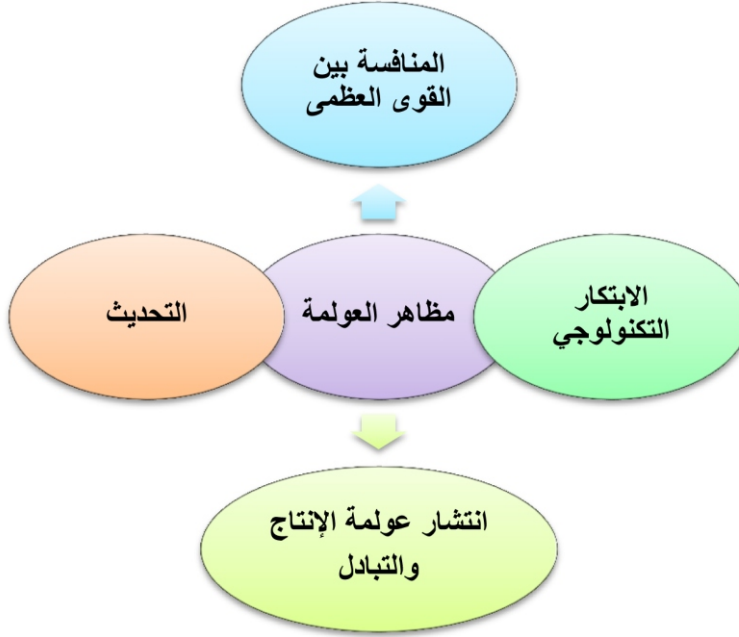 المنافسة بين
القوى العظمى
الابتكار
التكنولوجي
مظاهر العولمة
التحديث
انتشار عولمة الإنتاج
والتبادل